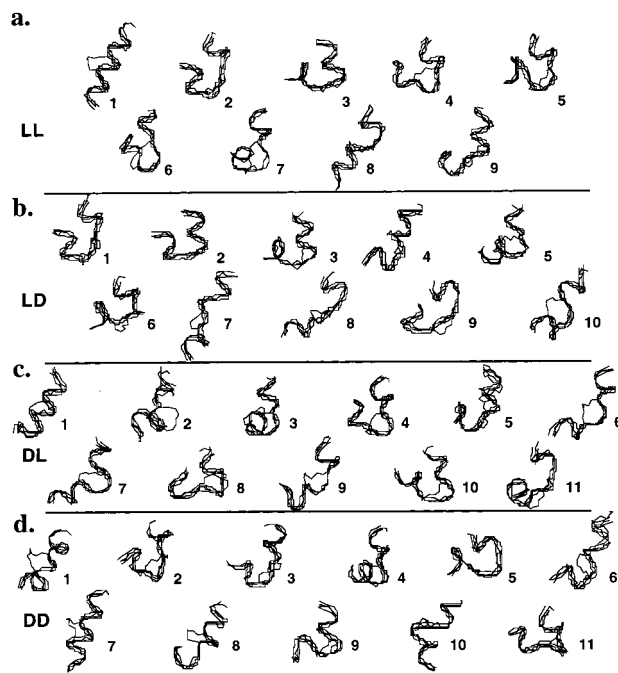 a.
1 2 3 4 5
LL
6 7 8 9
b.
1 2 3 4 5
LD
6 7 8 9 10
c.
1 2 3 4 5 6
DL
7 8 9 10 11
d.
1 2 3 4 5 6
DD
7 8 9 10 11